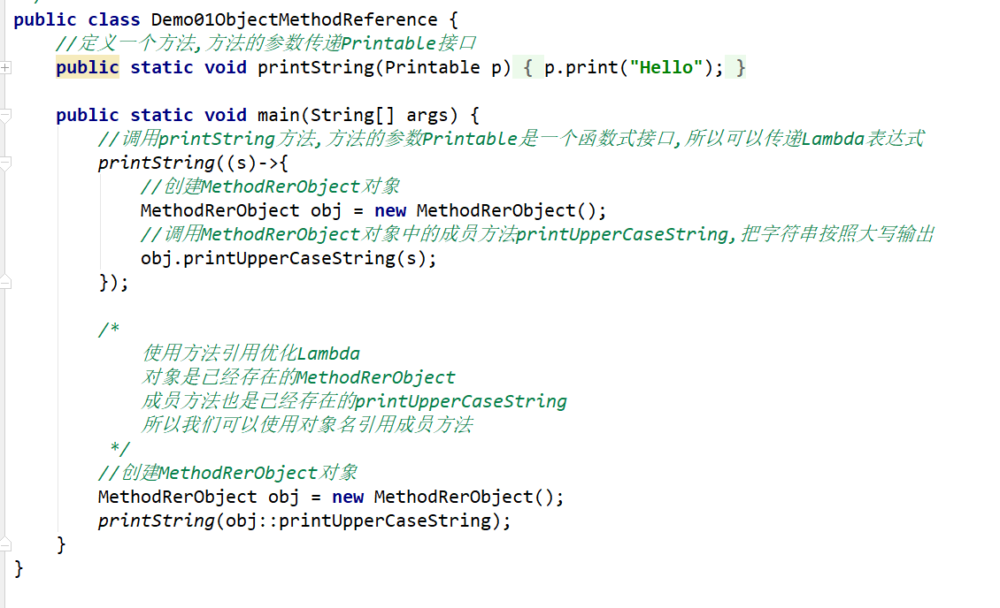 public class Demo01ObjectMethodReference {
//定义一个方法,方法的参数传递Printable接口
public static void printString(Printable p) { p.print("Hello"); }
public static void main(String[] args) {
//调用printString方法,方法的参数Printable是一个函数式接口,所以可以传递Lambda表达式
printString((s)->{
//创建MethodRerObject对象
MethodRerObject obj = new MethodRerObject();
//调用MethodRerObject对象中的成员方法printUpperCaseString,把字符串按照大写输出
obj.printUpperCaseString(s);
});
/*
使用方法引用优化Lambda
对象是已经存在的MethodRerObject
成员方法也是已经存在的printUpperCaseString
所以我们可以使用对象名引用成员方法
*/
//创建MethodRerObject对象
MethodRerObject obj = new MethodRerObject();
printString(obj::printUpperCaseString);
}
}